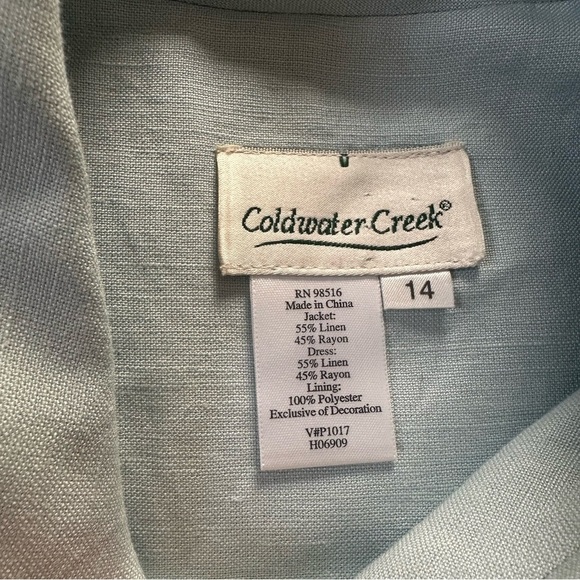 Coldwater Creek®
14
RN 98516
Made in China
Jacket:
55% Linen
45% Rayon
Dress:
55% Linen
45% Rayon
Lining:
100% Polyester
Exclusive of Decoration
V#P1017
H06909